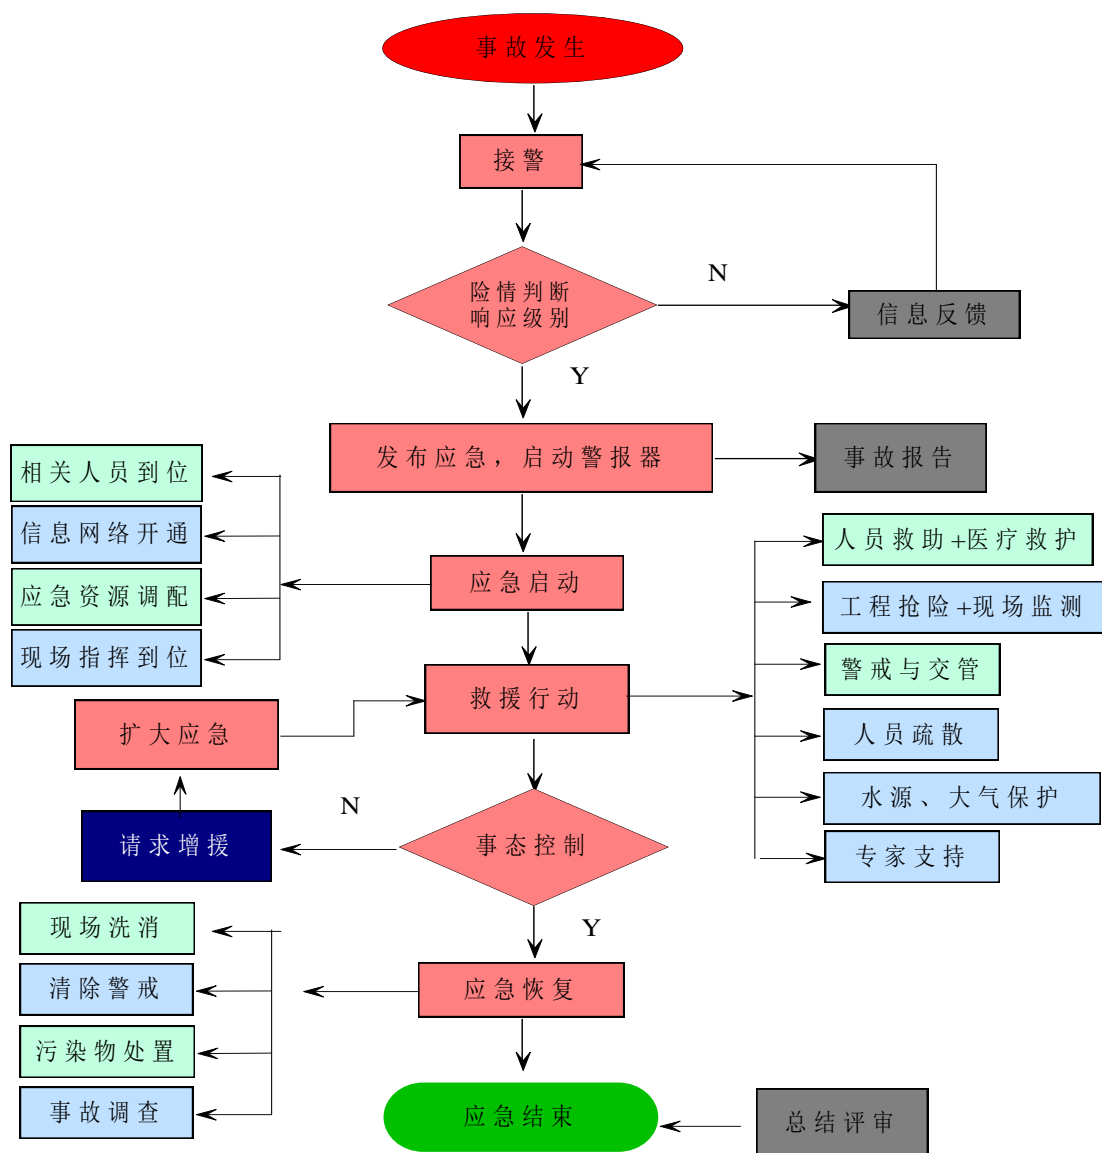 事故发生
接警
N
险情判断
响应级别
信息反馈
Y
发布应急，启动警报器
事故报告
相关人员到位
信息网络开通
应急资源调配
现场指挥到位
应急启动
人员救助+医疗救护
工程抢险+现场监测
警戒与交管
人员疏散
水源、大气保护
专家支持
救援行动
扩大应急
请求增援
N
事态控制
Y
现场洗消
清除警戒
污染物处置
事故调查
应急恢复
应急结束
总结评审